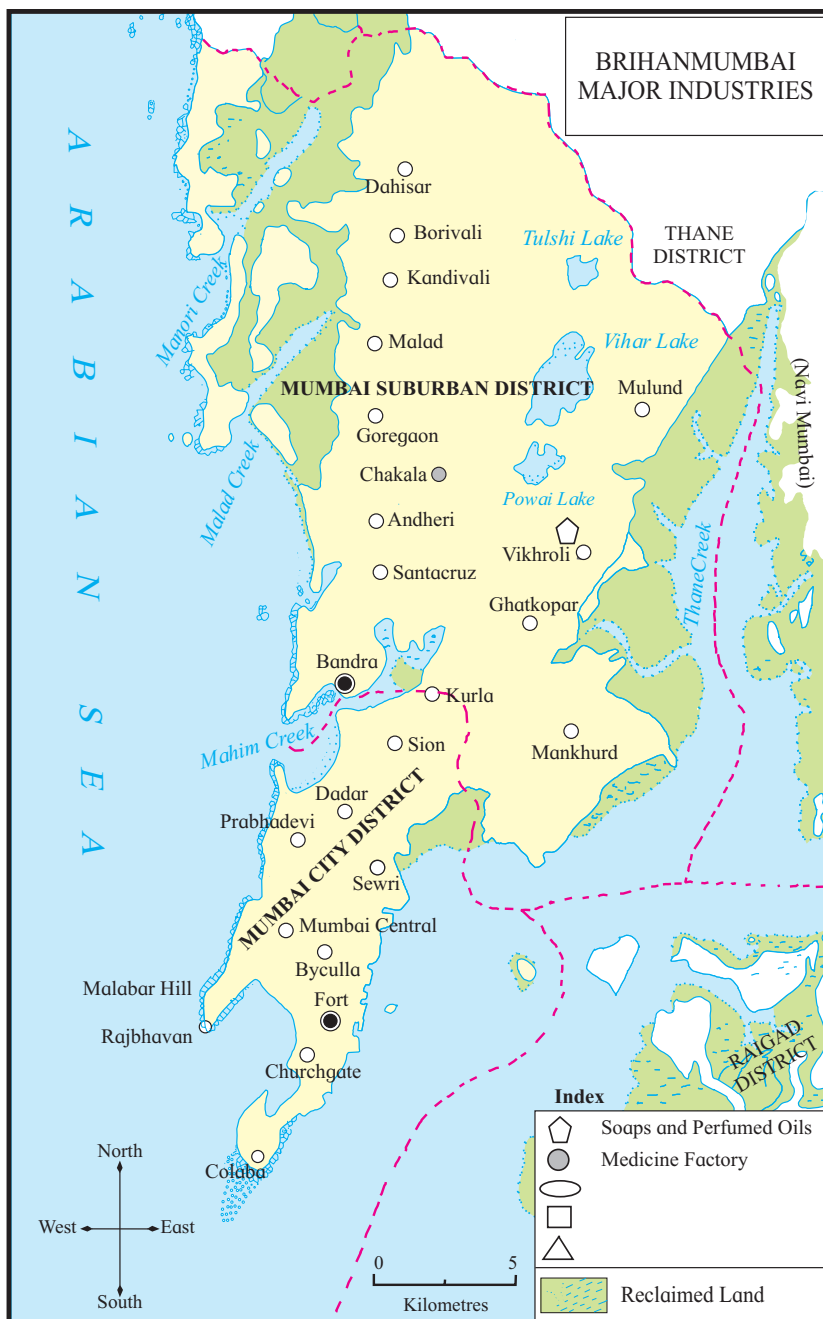 BRIHANMUMBAI
MAJOR INDUSTRIES
ARABIAN SEA
Dahisar
Borivali
Tulshi Lake
THANE
DISTRICT
Kandivali
Manori Creek
Malad
Vihar Lake
MUMBAI SUBURBAN DISTRICT
Mulund
(Navi Mumbai)
Goregaon
Malad Creek
Chakala
Powai Lake
Andheri
Vikhroli
Santacruz
ThaneCreek
Ghatkopar
Bandra
Kurla
Mahim Creek
Sion
Mankhurd
Dadar
Prabhadevi
MUMBAI CITY DISTRICT
Sewri
Mumbai Central
Byculla
Malabar Hill
Fort
Rajbhavan
Churchgate
RAIGAD
DISTRICT
Colaba
North
West
East
South
0
5
Kilometres
Index
Soaps and Perfumed Oils
Medicine Factory
Reclaimed Land